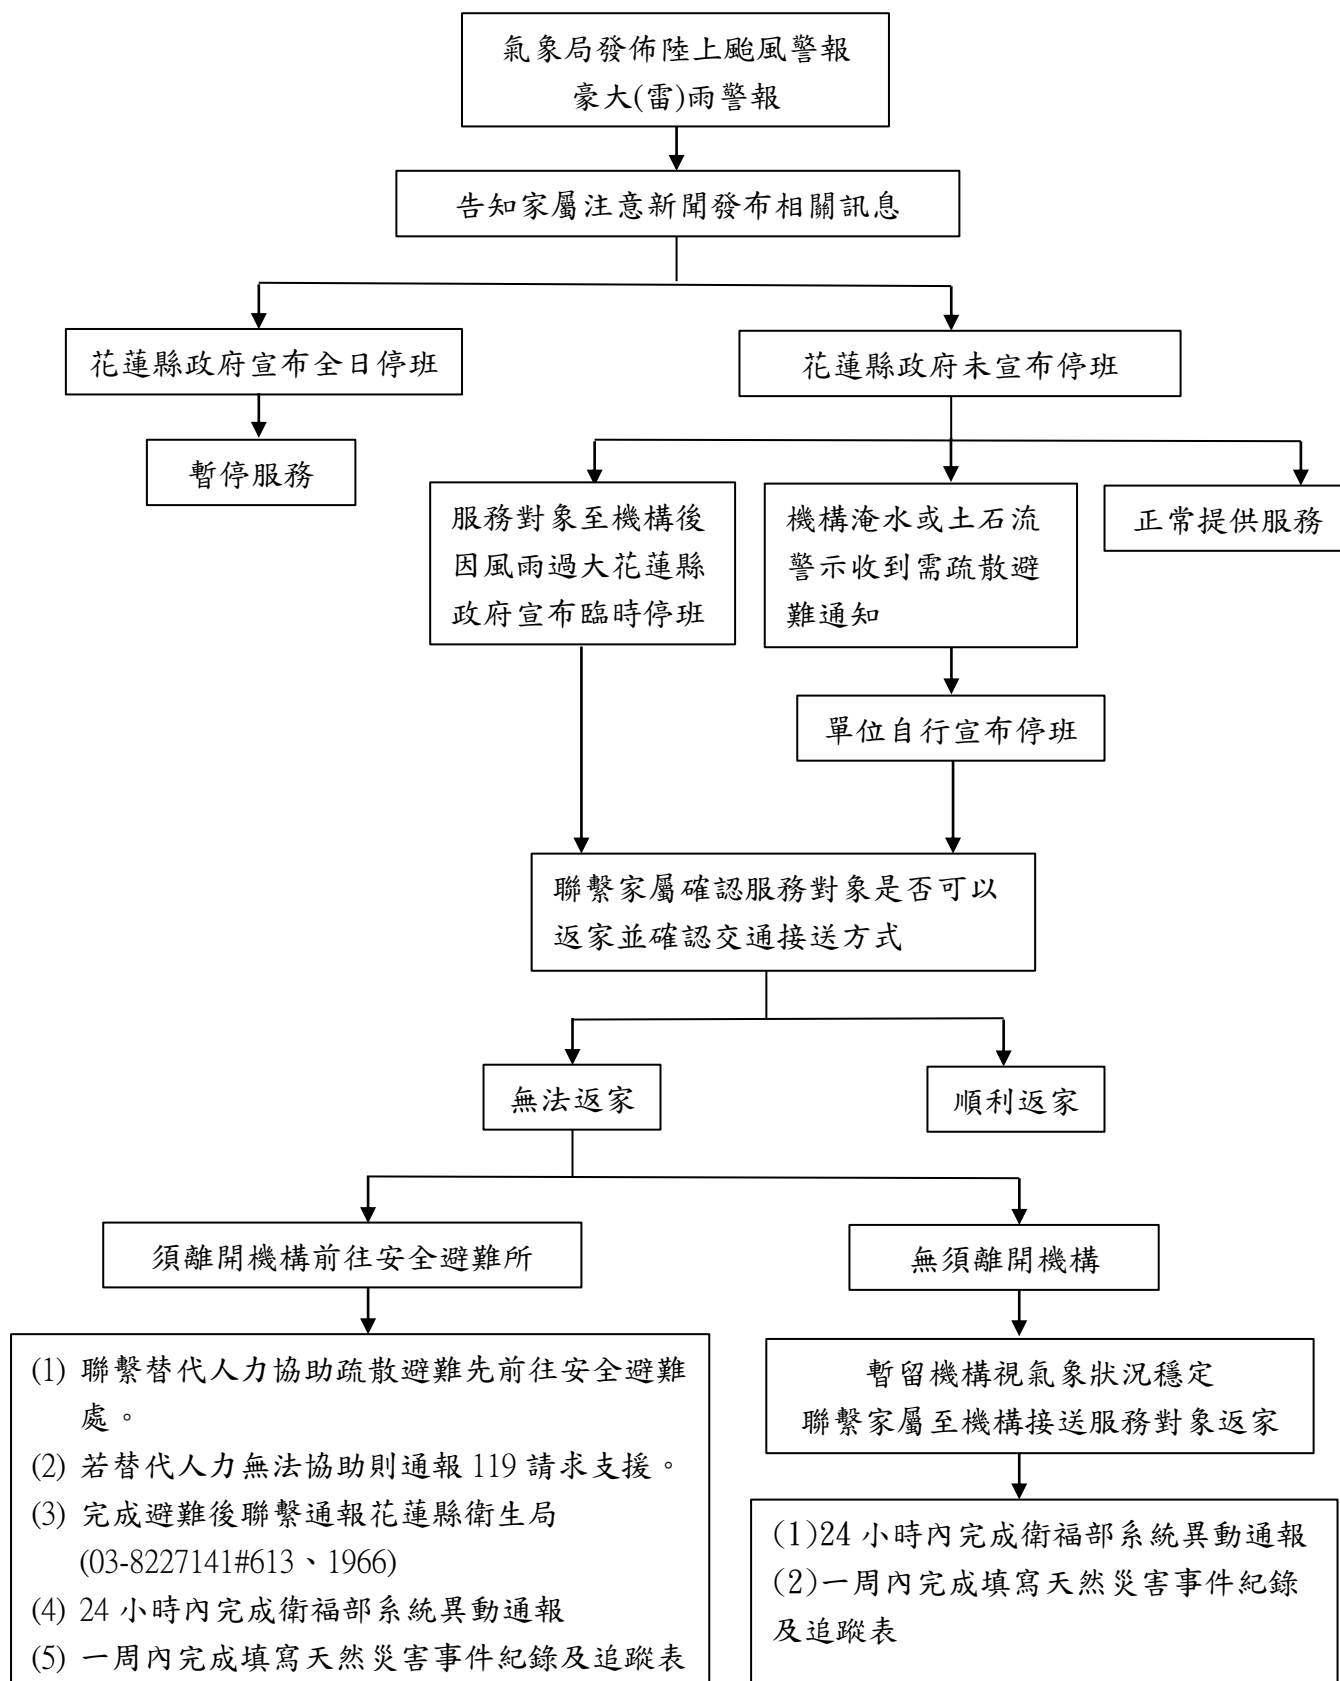 氣象局發佈陸上颱風警報
豪大(雷)雨警報
告知家屬注意新聞發布相關訊息
花蓮縣政府宣布全日停班
花蓮縣政府未宣布停班
暫停服務
服務對象至機構後
因風雨過大花蓮縣
政府宣布臨時停班
機構淹水或土石流
警示收到需疏散避
難通知
正常提供服務
單位自行宣布停班
聯繫家屬確認服務對象是否可以
返家並確認交通接送方式
無法返家
順利返家
須離開機構前往安全避難所
無須離開機構
(1) 聯繫替代人力協助疏散避難先前往安全避難
處。
(2) 若替代人力無法協助則通報 119 請求支援。
(3) 完成避難後聯繫通報花蓮縣衛生局
(03-8227141#613、1966)
(4) 24 小時內完成衛福部系統異動通報
(5) 一周內完成填寫天然災害事件紀錄及追蹤表
暫留機構視氣象狀況穩定
聯繫家屬至機構接送服務對象返家
(1)24 小時內完成衛福部系統異動通報
(2)一周內完成填寫天然災害事件紀錄
及追蹤表